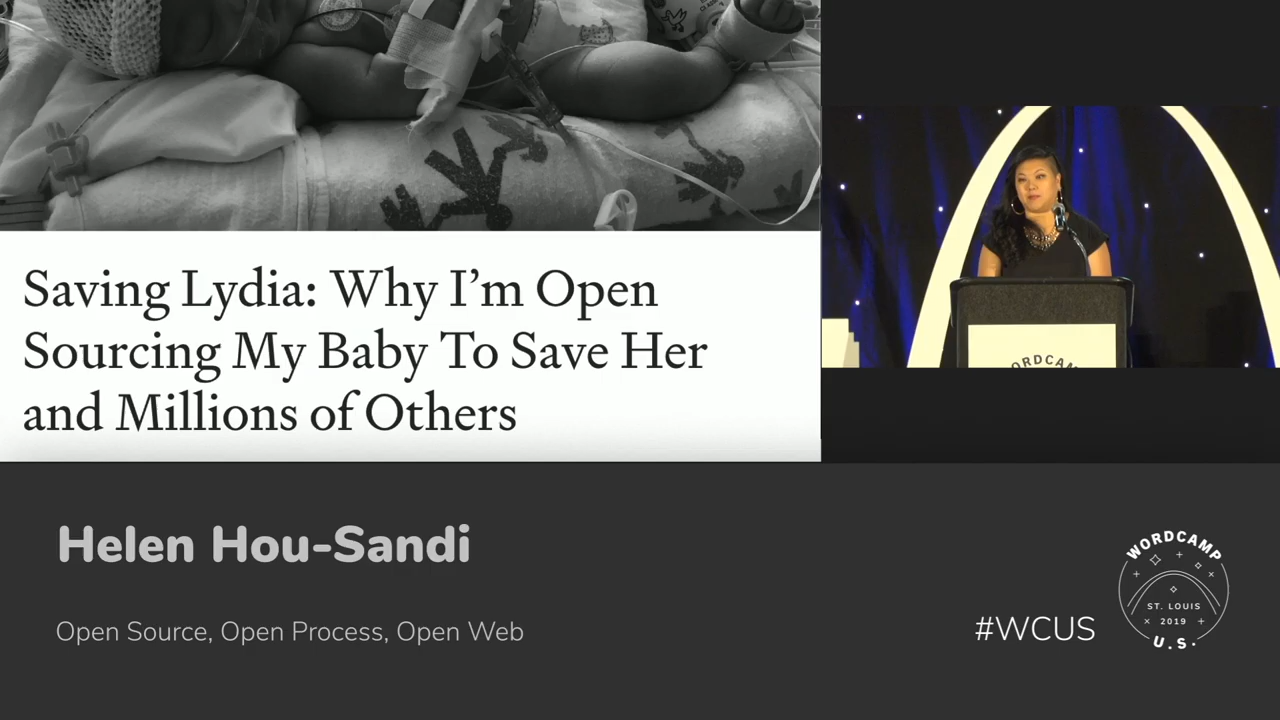 Saving Lydia: Why I’m Open
Sourcing My Baby To Save Her
and Millions of Others
WORDCAMP
Helen Hou-Sandi
Open Source, Open Process, Open Web
#WCUS
WORDCAMP
ST. LOUIS
2019
U.S.